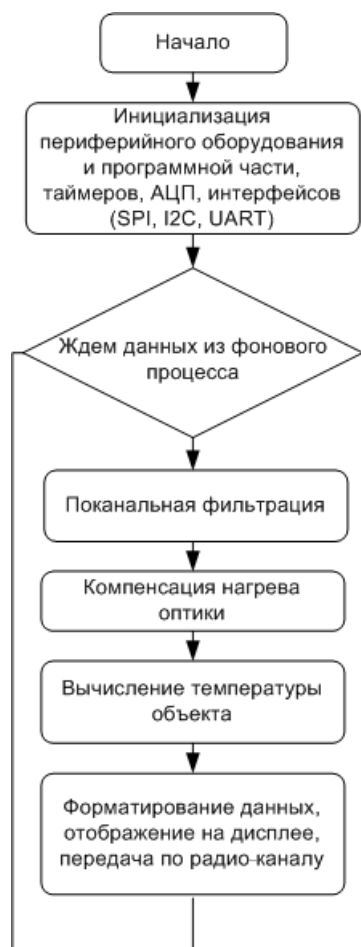 Начало
Инициализация
периферийного оборудования
и программной части,
таймеров, АЦП, интерфейсов
(SPI, I2C, UART)
Ждем данных из фонового
процесса
Поканальная фильтрация
Компенсация нагрева
оптики
Вычисление температуры
объекта
Форматирование данных,
отображение на дисплее,
передача по радио-каналу